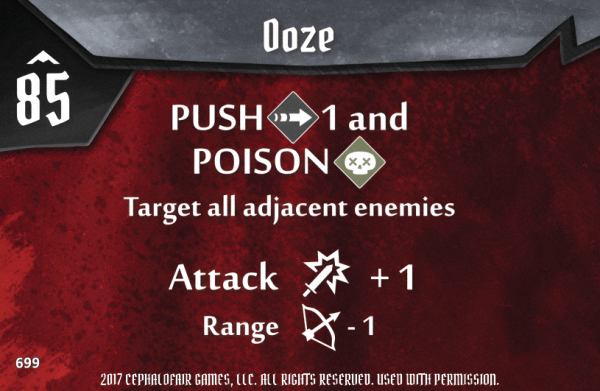 Ooze
85
PUSH 1 and
POISON
Target all adjacent enemies
Attack + 1
Range - 1
699
2017 CEPHALOFAIR GAMES, LLC. ALL RIGHTS RESERVED. USED WITH PERMISSION.